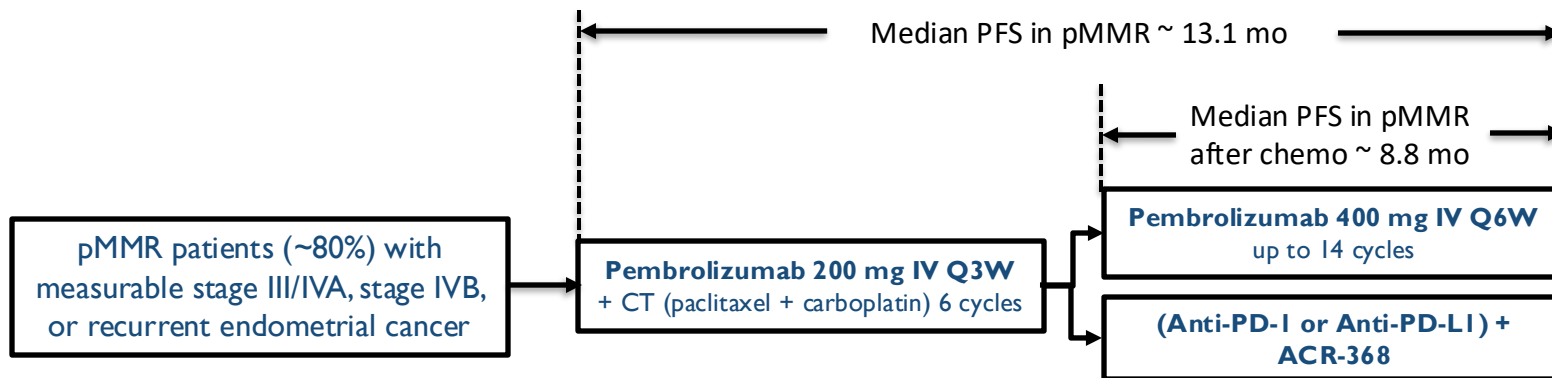 Median PFS in pMMR ~ 13.1 mo
Median PFS in pMMR
after chemo ~ 8.8 mo
pMMR patients (~80%) with
measurable stage III/IVA, stage IVB,
or recurrent endometrial cancer
Pembrolizumab 200 mg IV Q3W
+ CT (paclitaxel + carboplatin) 6 cycles
Pembrolizumab 400 mg IV Q6W
up to 14 cycles
(Anti-PD-1 or Anti-PD-L1) +
ACR-368